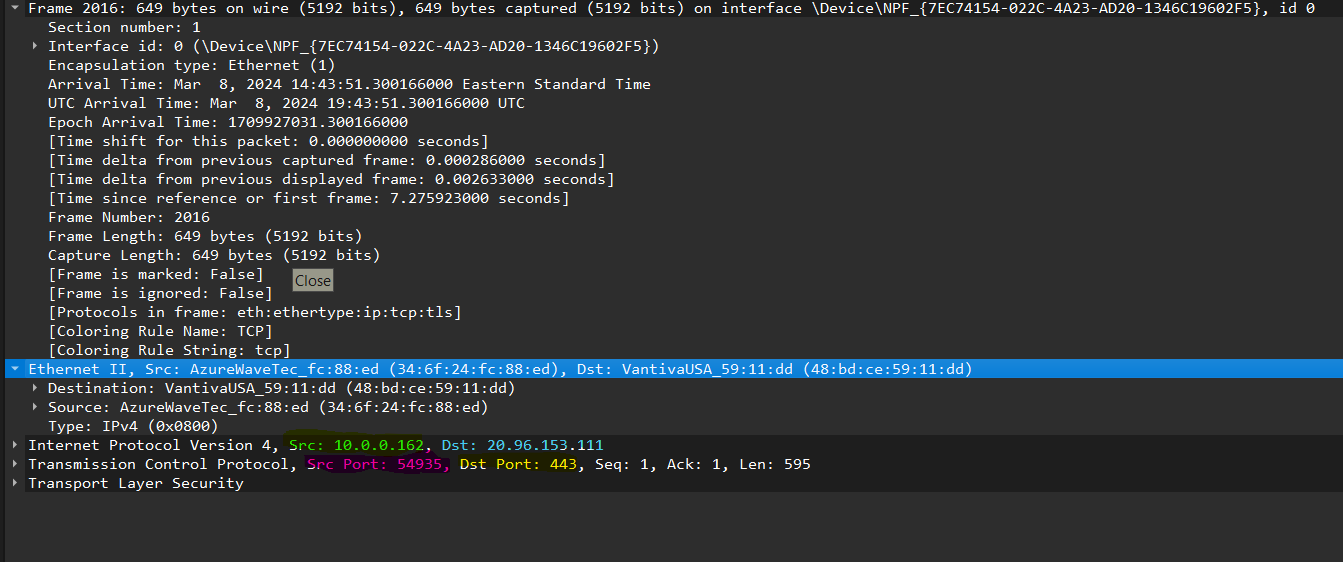 Frame 2016: 649 bytes on wire (5192 bits), 649 bytes captured (5192 bits) on interface \Device\NPF_{7EC74154-022C-4A23-AD20-1346C19602F5}, id 0
Section number: 1
Interface id: 0 (\Device\NPF_{7EC74154-022C-4A23-AD20-1346C19602F5})
Encapsulation type: Ethernet (1)
Arrival Time: Mar  8, 2024 14:43:51.300166000 Eastern Standard Time
UTC Arrival Time: Mar  8, 2024 19:43:51.300166000 UTC
Epoch Arrival Time: 1709927031.300166000
[Time shift for this packet: 0.000000000 seconds]
[Time delta from previous captured frame: 0.000286000 seconds]
[Time delta from previous displayed frame: 0.002633000 seconds]
[Time since reference or first frame: 7.275923000 seconds]
Frame Number: 2016
Frame Length: 649 bytes (5192 bits)
Capture Length: 649 bytes (5192 bits)
[Frame is marked: False]
Close
[Frame is ignored: False]
[Protocols in frame: eth:ethertype:ip:tcp:tls]
[Coloring Rule Name: TCP]
[Coloring Rule String: tcp]
Ethernet II, Src: AzureWaveTec_fc:88:ed (34:6f:24:fc:88:ed), Dst: VantivaUSA_59:11:dd (48:bd:ce:59:11:dd)
Destination: VantivaUSA_59:11:dd (48:bd:ce:59:11:dd)
Source: AzureWaveTec_fc:88:ed (34:6f:24:fc:88:ed)
Type: IPv4 (0x0800)
Internet Protocol Version 4, Src: 10.0.0.162, Dst: 20.96.153.111
Transmission Control Protocol, Src Port: 54935, Dst Port: 443, Seq: 1, Ack: 1, Len: 595
Transport Layer Security